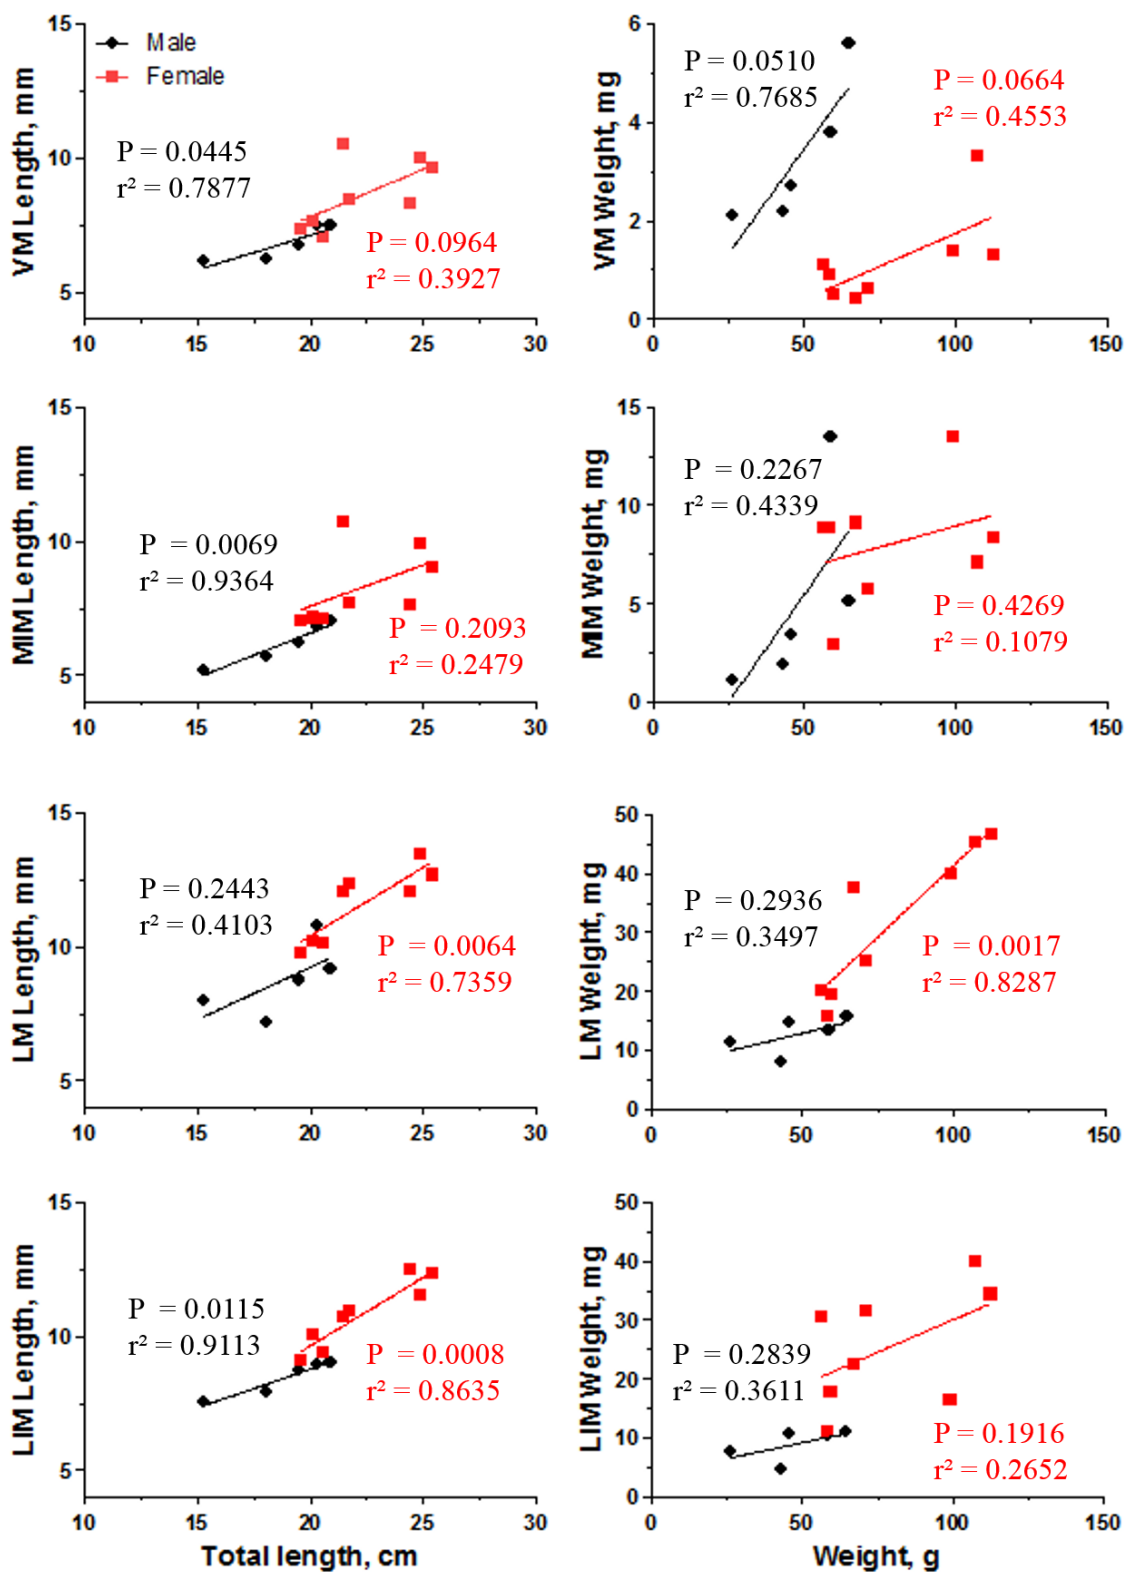 VM Length, mm
15
10
5
Male
Female
P = 0.0445
r² = 0.7877
P = 0.0964
r² = 0.3927
10
15
20
25
30
VM Weight, mg
6
4
2
0
P = 0.0510
r² = 0.7685
P = 0.0664
r² = 0.4553
0
50
100
150
MIM Length, mm
15
10
5
P = 0.0069
r² = 0.9364
P = 0.2093
r² = 0.2479
10
15
20
25
30
MIM Weight, mg
15
10
5
0
P = 0.2267
r² = 0.4339
P = 0.4269
r² = 0.1079
0
50
100
150
LM Length, mm
15
10
5
P = 0.2443
r² = 0.4103
P = 0.0064
r² = 0.7359
10
15
20
25
30
LM Weight, mg
50
40
30
20
10
0
P = 0.2936
r² = 0.3497
P = 0.0017
r² = 0.8287
0
50
100
150
LIM Length, mm
15
10
5
P = 0.0115
r² = 0.9113
P = 0.0008
r² = 0.8635
10
15
20
25
30
Total length, cm
LIM Weight, mg
50
40
30
20
10
0
P = 0.2839
r² = 0.3611
P = 0.1916
r² = 0.2652
0
50
100
150
Weight, g